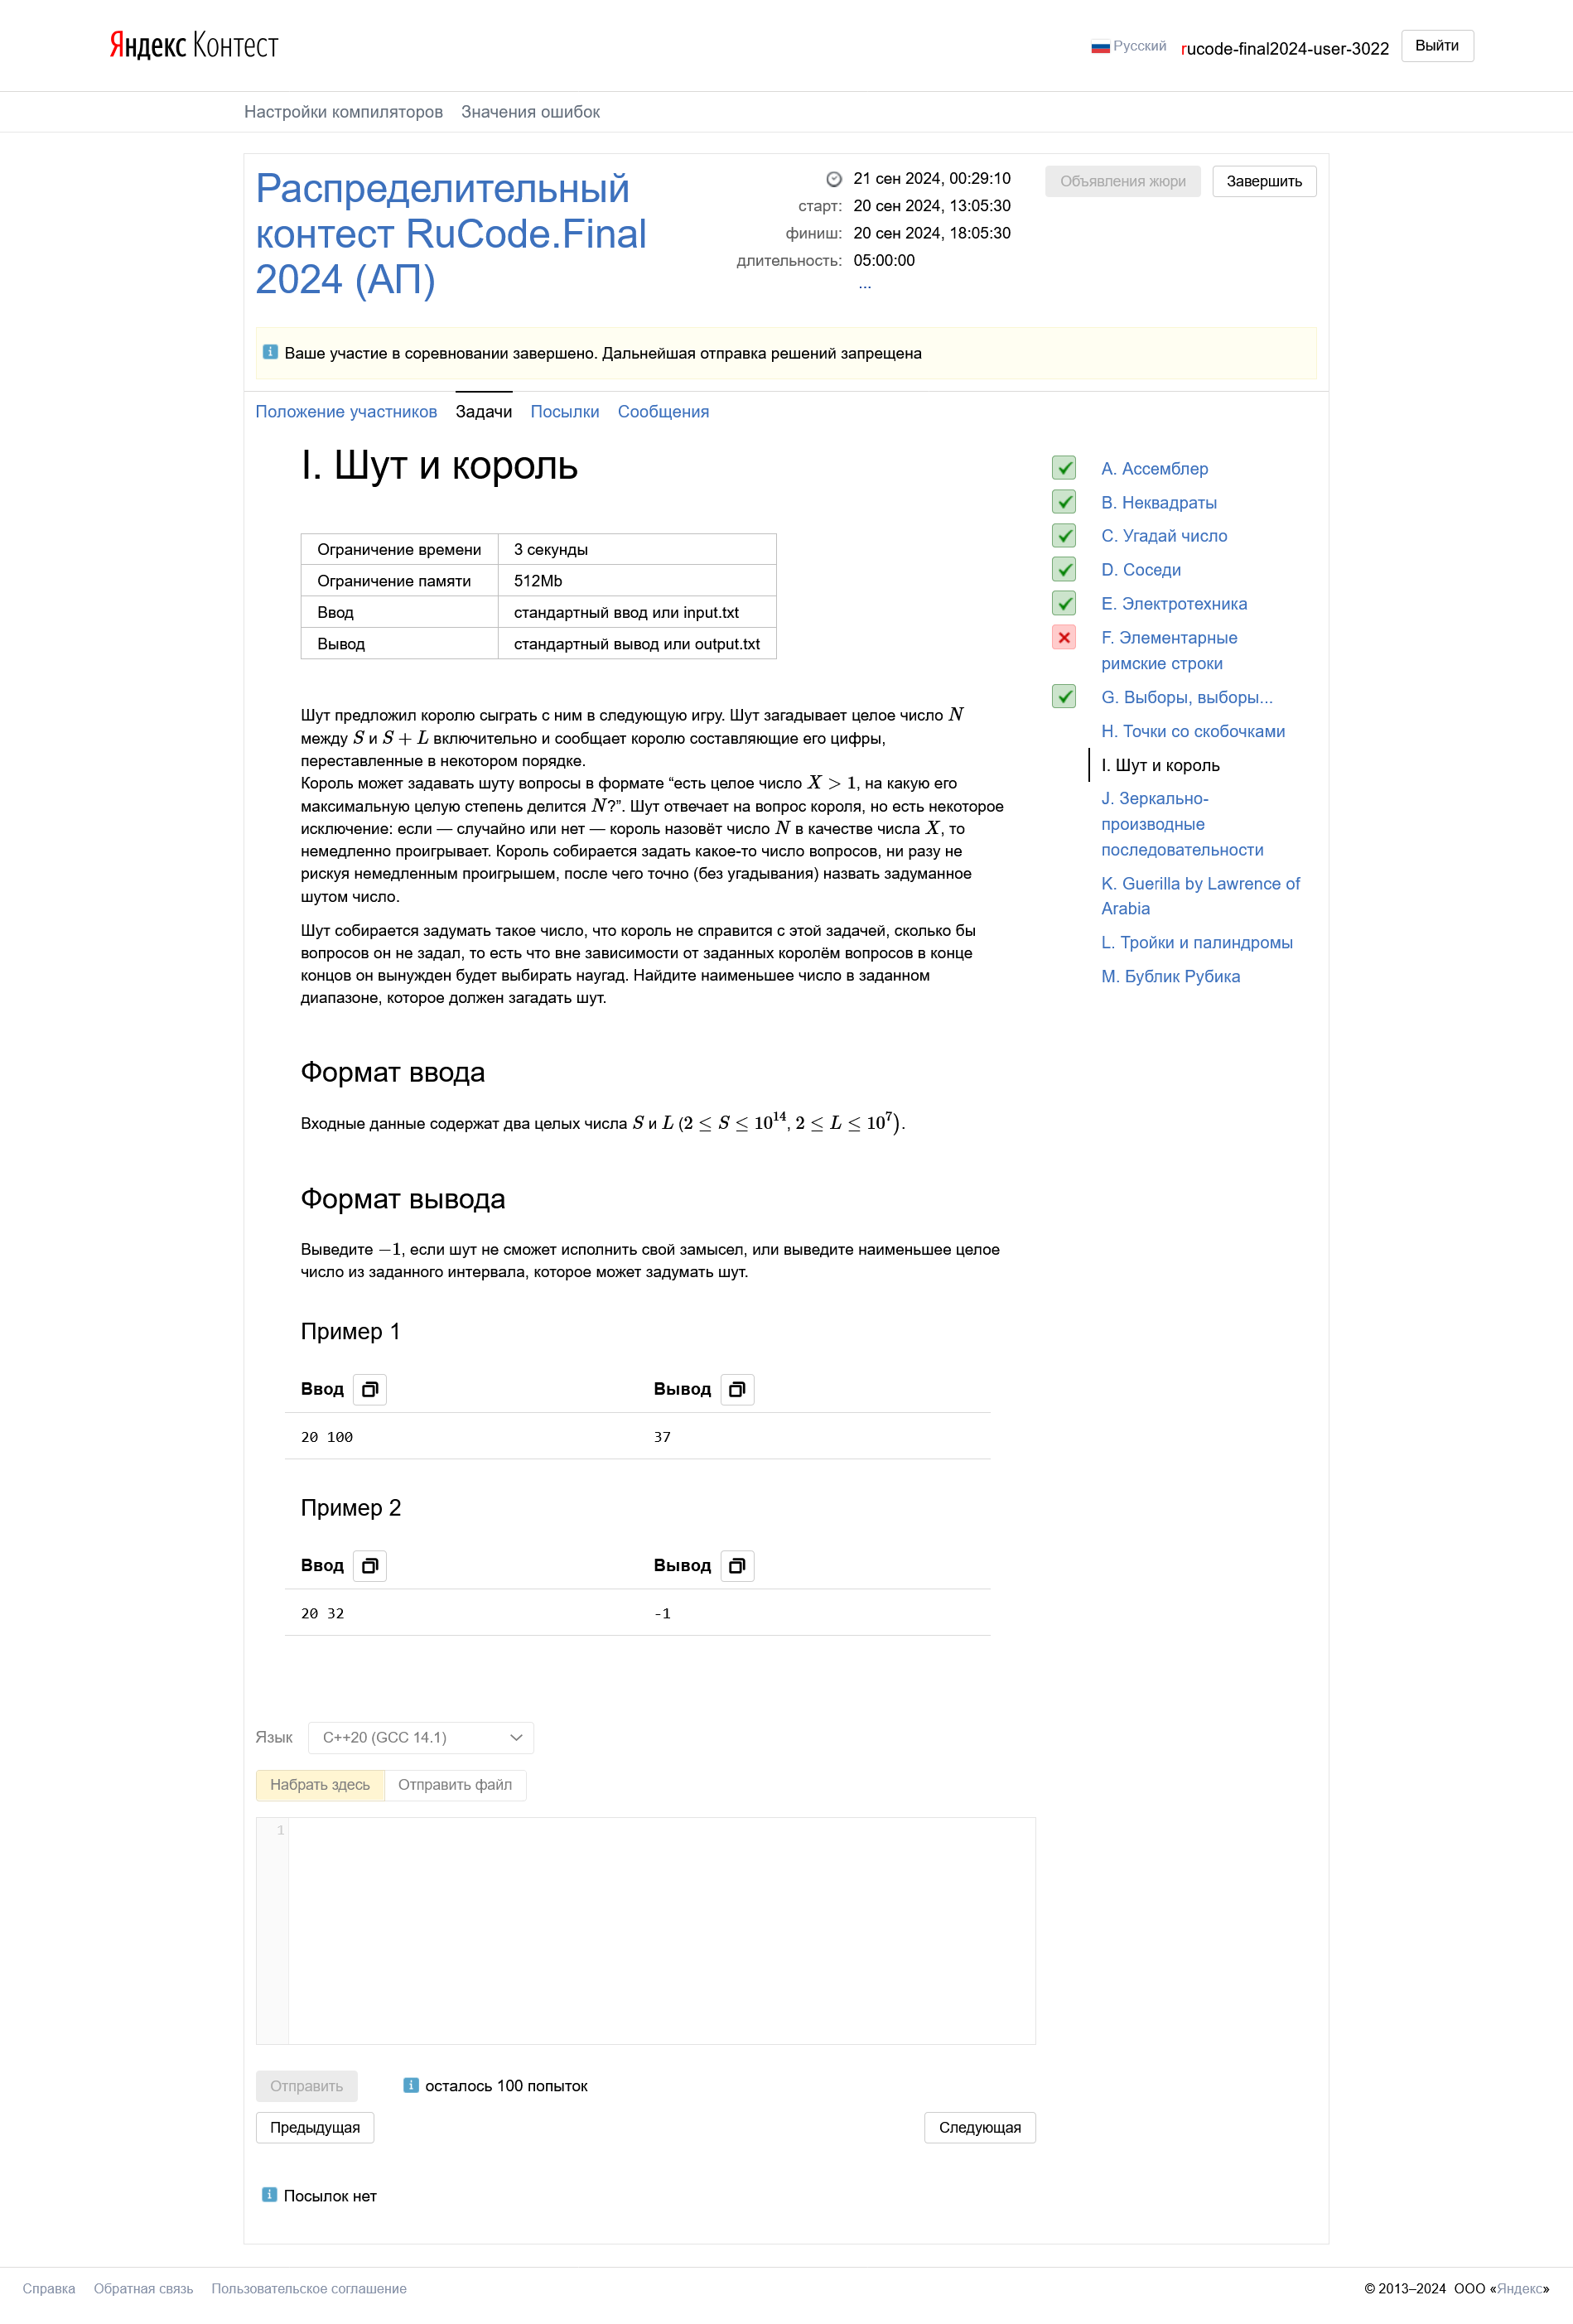 Яндекс Контест
Русский rucode-final2024-user-3022 Выйти
Настройки компиляторов Значения ошибок
Распределительный
контест RuCode.Final
2024 (АП)
21 сен 2024, 00:29:10
старт: 20 сен 2024, 13:05:30
финиш: 20 сен 2024, 18:05:30
длительность: 05:00:00
...
Объявления жюри Завершить
Ваше участие в соревновании завершено. Дальнейшая отправка решений запрещена
Положение участников Задачи Посылки Сообщения
I. Шут и король
Ограничение времени 3 секунды
Ограничение памяти 512Mb
Ввод стандартный ввод или input.txt
Вывод стандартный вывод или output.txt
Шут предложил королю сыграть с ним в следующую игру. Шут загадывает целое число N
между S и S + L включительно и сообщает королю составляющие его цифры,
переставленные в некотором порядке.
Король может задавать шуту вопросы в формате “есть целое число X > 1, на какую его
максимальную целую степень делится N?”. Шут отвечает на вопрос короля, но есть некоторое
исключение: если — случайно или нет — король назовёт число N в качестве числа X, то
немедленно проигрывает. Король собирается задать какое-то число вопросов, ни разу не
рискуя немедленным проигрышем, после чего точно (без угадывания) назвать задуманное
шутом число.
Шут собирается задумать такое число, что король не справится с этой задачей, сколько бы
вопросов он не задал, то есть что вне зависимости от заданных королём вопросов в конце
концов он вынужден будет выбирать наугад. Найдите наименьшее число в заданном
диапазоне, которое должен загадать шут.
Формат ввода
Входные данные содержат два целых числа S и L (2 ≤ S ≤ 10^14, 2 ≤ L ≤ 10^7).
Формат вывода
Выведите −1, если шут не сможет исполнить свой замысел, или выведите наименьшее целое
число из заданного интервала, которое может задумать шут.
Пример 1
Ввод Вывод
20 100 37
Пример 2
Ввод Вывод
20 32 -1
Язык C++20 (GCC 14.1)
Набрать здесь Отправить файл
1
Отправить осталось 100 попыток
Предыдущая Следующая
Посылок нет
A. Ассемблер
B. Неквадраты
C. Угадай число
D. Соседи
E. Электротехника
F. Элементарные
римские строки
G. Выборы, выборы...
H. Точки со скобочками
I. Шут и король
J. Зеркально-
производные
последовательности
K. Guerilla by Lawrence of
Arabia
L. Тройки и палиндромы
M. Бублик Рубика
Справка Обратная связь Пользовательское соглашение © 2013–2024 ООО «Яндекс»